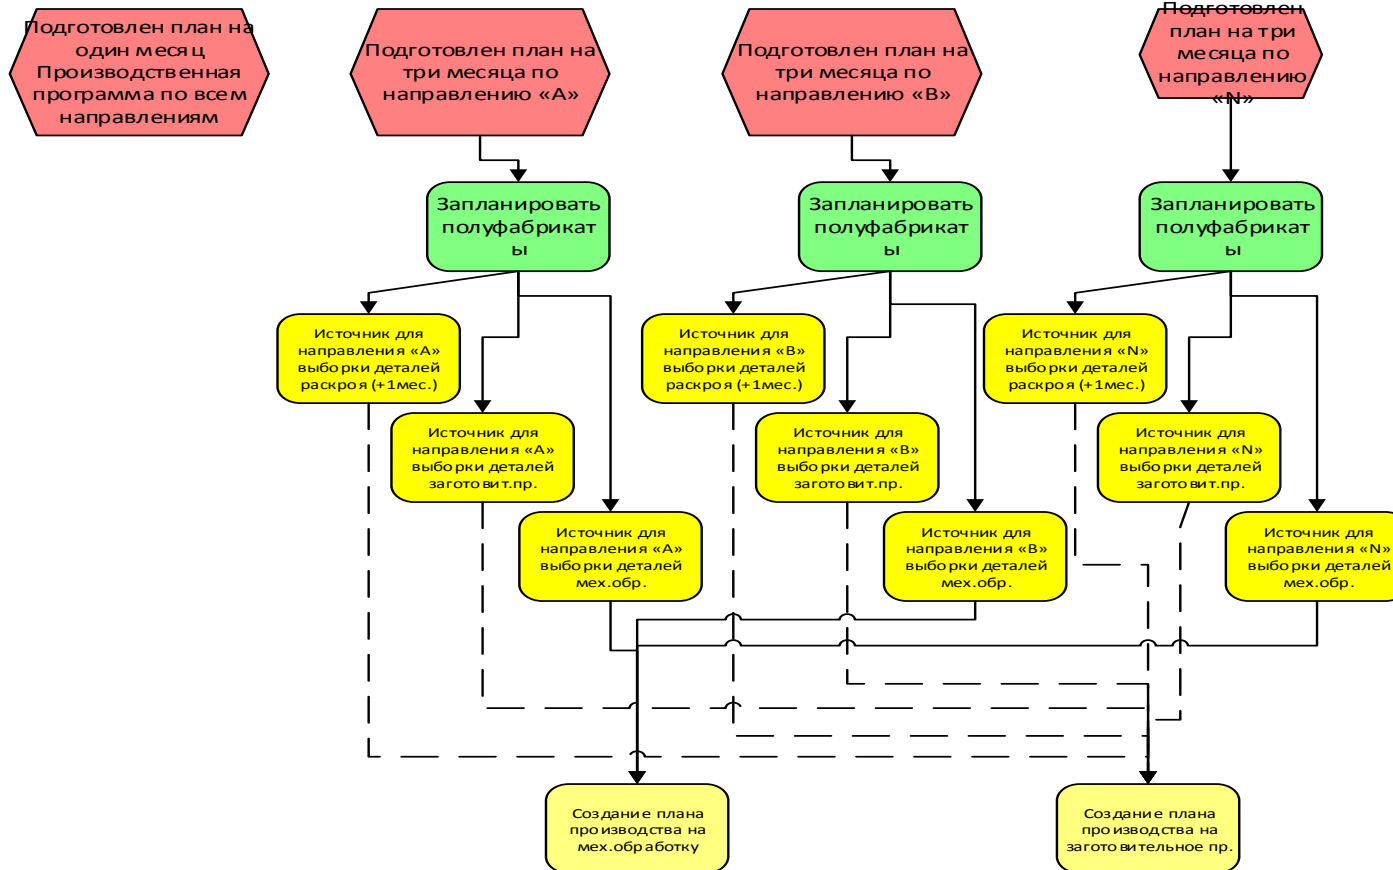 Подготовлен план на
один месяц
Производственная
программа по всем
направлениям
Подготовлен план на
три месяца по
направлению «А»
Подготовлен план на
три месяца по
направлению «В»
Подготовлен
план на три
месяца по
направлению
«N»
Запланировать
полуфабрикат
ы
Запланировать
полуфабрикат
ы
Запланировать
полуфабрикат
ы
Источник для
направления «А»
выборки деталей
раскроя (+1мес.)
Источник для
направления «В»
выборки деталей
раскроя (+1мес.)
Источник для
направления «N»
выборки деталей
раскроя (+1мес.)
Источник для
направления «А»
выборки деталей
заготовит.пр.
Источник для
направления «В»
выборки деталей
заготовит.пр.
Источник для
направления «N»
выборки деталей
заготовит.пр.
Источник для
направления «А»
выборки деталей
мех.обр.
Источник для
направления «В»
выборки деталей
мех.обр.
Источник для
направления «N»
выборки деталей
мех.обр.
Создание плана
производства на
мех.обработку
Создание плана
производства на
заготовительное пр.